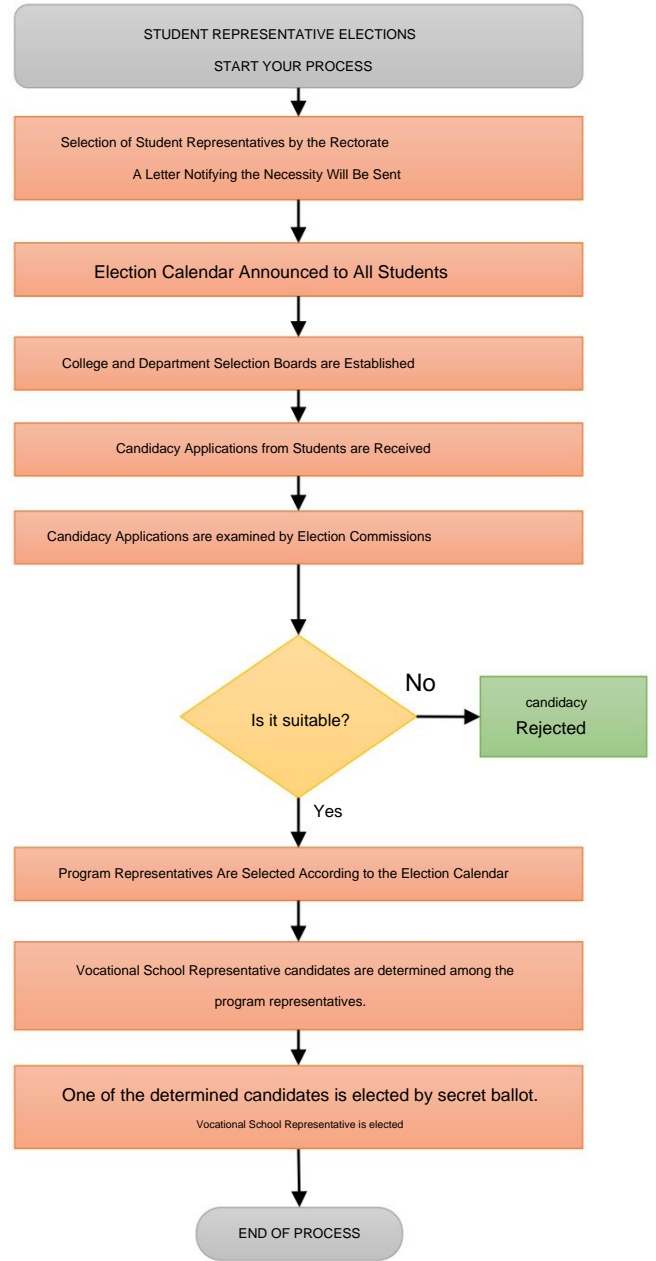 STUDENT REPRESENTATIVE ELECTIONS
START YOUR PROCESS
Selection of Student Representatives by the Rectorate
A Letter Notifying the Necessity Will Be Sent
Election Calendar Announced to All Students
College and Department Selection Boards are Established
Candidacy Applications from Students are Received
Candidacy Applications are examined by Election Commissions
Is it suitable?
No
candidacy
Rejected
Yes
Program Representatives Are Selected According to the Election Calendar
Vocational School Representative candidates are determined among the
program representatives.
One of the determined candidates is elected by secret ballot.
Vocational School Representative is elected
END OF PROCESS